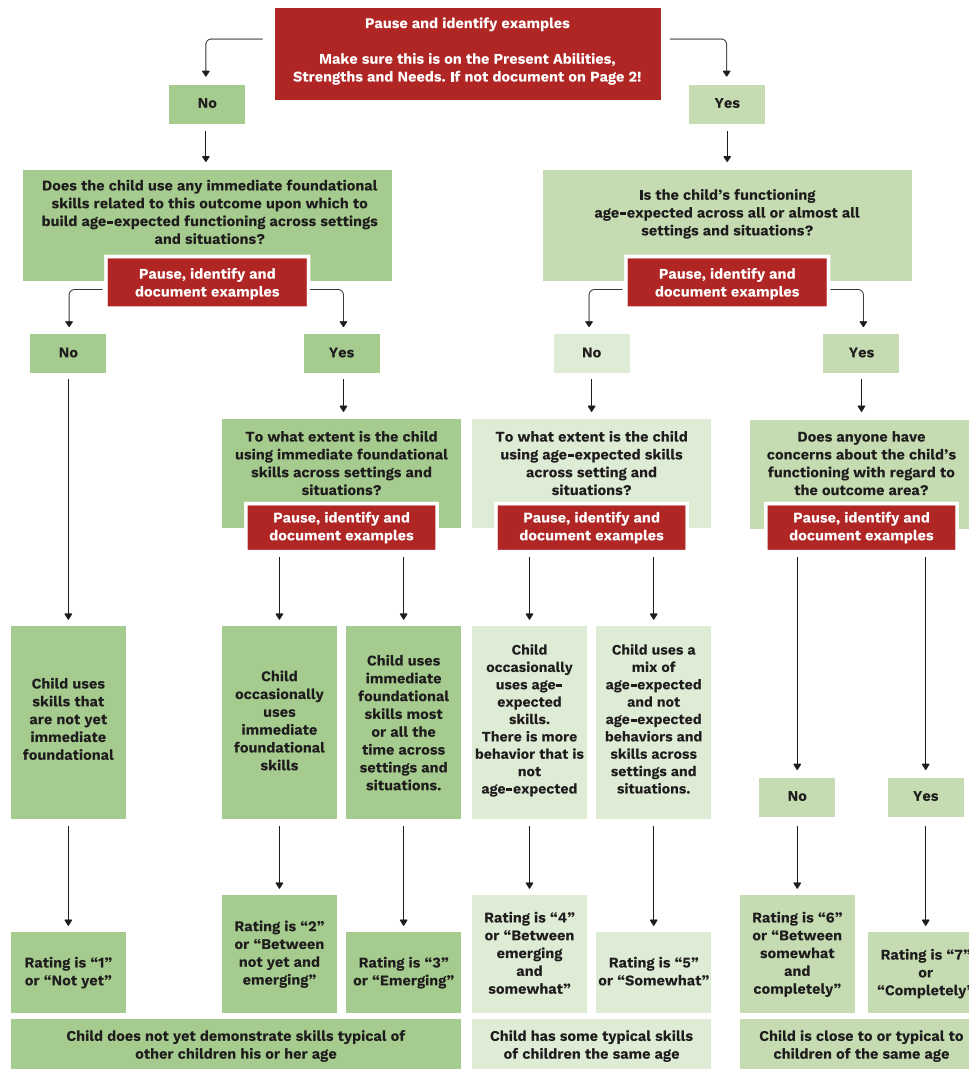 Pause and identify examples
Make sure this is on the Present Abilities,
Strengths and Needs. If not document on Page 2!
No
Yes
Does the child use any immediate foundational
skills related to this outcome upon which to
build age-expected functioning across settings
and situations?
Pause, identify and
document examples
Is the child's functioning
age-expected across all or almost all
settings and situations?
Pause, identify and
document examples
No
Yes
No
Yes
To what extent is the child
using immediate foundational
skills across settings and
situations?
Pause, identify and
document examples
To what extent is the child
using age-expected skills
across setting and
situations?
Pause, identify and
document examples
Does anyone have
concerns about the child's
functioning with regard to
the outcome area?
Pause, identify and
document examples
Child uses
skills that
are not yet
immediate
foundational
Child
occasionally
uses
immediate
foundational
skills
Child uses
immediate
foundational
skills most
or all the
time across
settings and
situations.
Child
occasionally
uses age-
expected
skills.
There is more
behavior that is
not
age-expected
Child uses a
mix of
age-expected
and not
age-expected
behaviors and
skills across
settings and
situations.
No
Yes
Rating is “1”
or “Not yet”
Rating is “2”
or “Between
not yet and
emerging”
Rating is “3”
or “Emerging”
Rating is “4”
or “Between
emerging
and
somewhat”
Rating is “5”
or “Somewhat”
Rating is “6”
or “Between
somewhat
and
completely”
Rating is “7”
or
“Completely”
Child does not yet demonstrate skills typical of
other children his or her age
Child has some typical skills
of children the same age
Child is close to or typical to
children of the same age